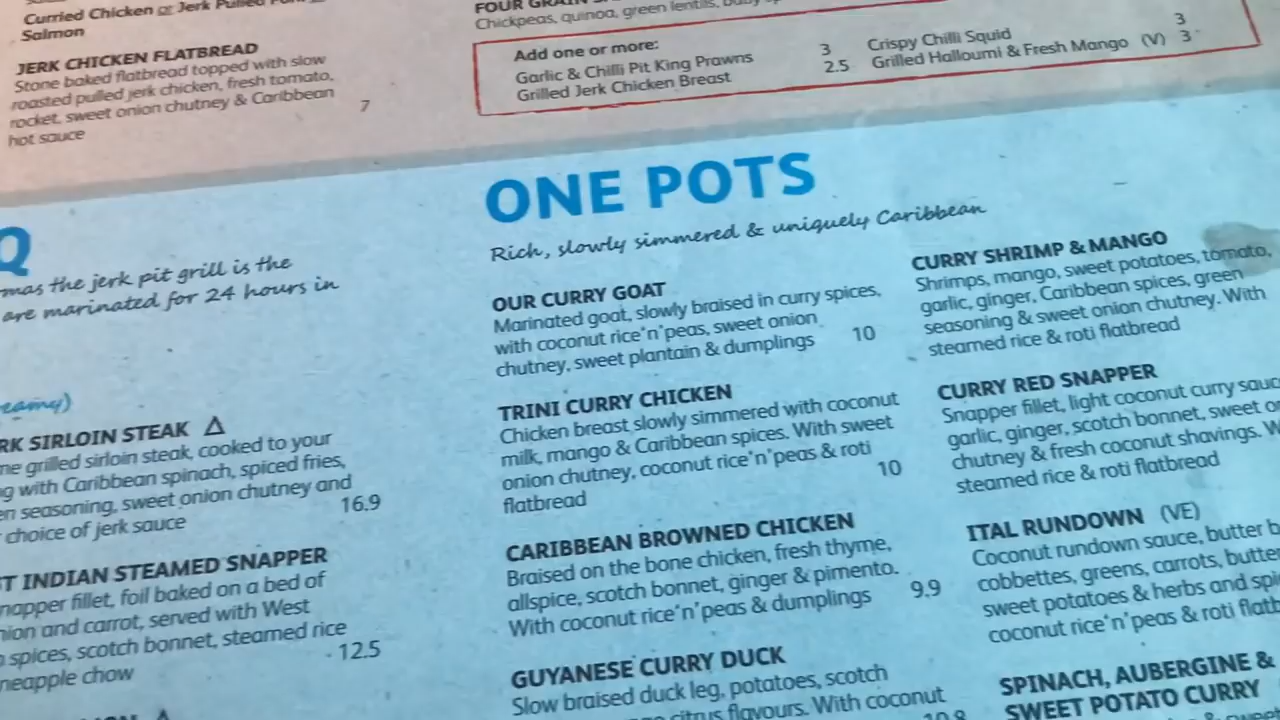 Curried Chicken or Jerk Pulled
Salmon
JERK CHICKEN FLATBREAD
Stone baked flatbread topped with slow
roasted pulled jerk chicken, fresh tomato,
rocket, sweet onion chutney & Caribbean
hot sauce 7
FOUR GRAIN
Chickpeas, quinoa, green lentils,
Add one or more:
Garlic & Chilli Pit King Prawns 3
Grilled Jerk Chicken Breast 2.5
Crispy Chilli Squid 3
Grilled Halloumi & Fresh Mango (V) 3
Q
mas the jerk pit grill is the
are marinated for 24 hours in
eamy)
RK SIRLOIN STEAK
ne grilled sirloin steak, cooked to your
g with Caribbean spinach, spiced fries,
en seasoning, sweet onion chutney and
choice of jerk sauce 16.9
T INDIAN STEAMED SNAPPER
napper fillet, foil baked on a bed of
nion and carrot, served with West
spices, scotch bonnet, steamed rice
neapple chow 12.5
ONE POTS
Rich, slowly simmered & uniquely Caribbean
OUR CURRY GOAT
Marinated goat, slowly braised in curry spices,
with coconut rice'n'peas, sweet onion
chutney, sweet plantain & dumplings 10
TRINI CURRY CHICKEN
Chicken breast slowly simmered with coconut
milk, mango & Caribbean spices. With sweet
onion chutney, coconut rice'n'peas & roti
flatbread 10
CARIBBEAN BROWNED CHICKEN
Braised on the bone chicken, fresh thyme,
allspice, scotch bonnet, ginger & pimento.
With coconut rice'n'peas & dumplings 9.9
GUYANESE CURRY DUCK
Slow braised duck leg, potatoes, scotch
citrus flavours. With coconut
10.8
CURRY SHRIMP & MANGO
Shrimps, mango, sweet potatoes, tomato,
garlic, ginger, Caribbean spices, green
seasoning & sweet onion chutney. With
steamed rice & roti flatbread
CURRY RED SNAPPER
Snapper fillet, light coconut curry sauc
garlic, ginger, scotch bonnet, sweet o
chutney & fresh coconut shavings. W
steamed rice & roti flatbread
ITAL RUNDOWN (VE)
Coconut rundown sauce, butter b
cobbettes, greens, carrots, butte
sweet potatoes & herbs and spi
coconut rice'n'peas & roti flatb
SPINACH, AUBERGINE &
SWEET POTATO CURRY